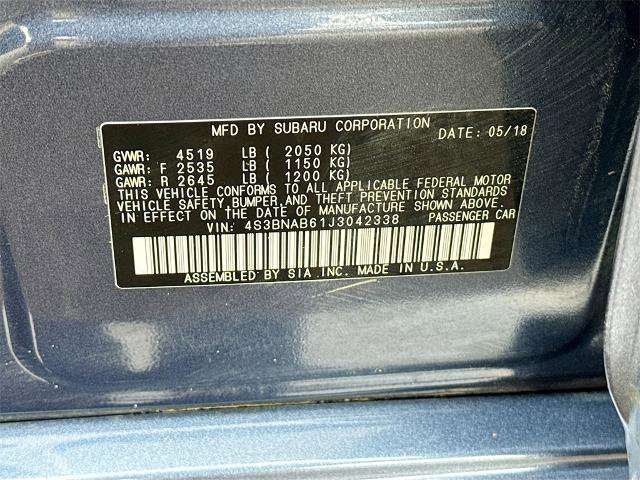 MFD BY SUBARU CORPORATION DATE: 05/18
GVWR: 4519 LB ( 2050 KG)
GAWR: F 2535 LB ( 1150 KG)
GAWR: R 2645 LB ( 1200 KG)
THIS VEHICLE CONFORMS TO ALL APPLICABLE FEDERAL MOTOR
VEHICLE SAFETY,BUMPER,AND THEFT PREVENTION STANDARDS
IN EFFECT ON THE DATE OF MANUFACTURE SHOWN ABOVE.
VIN: 4S3BNAB61J3042338 PASSENGER CAR
ASSEMBLED BY SIA,INC. MADE IN U.S.A.